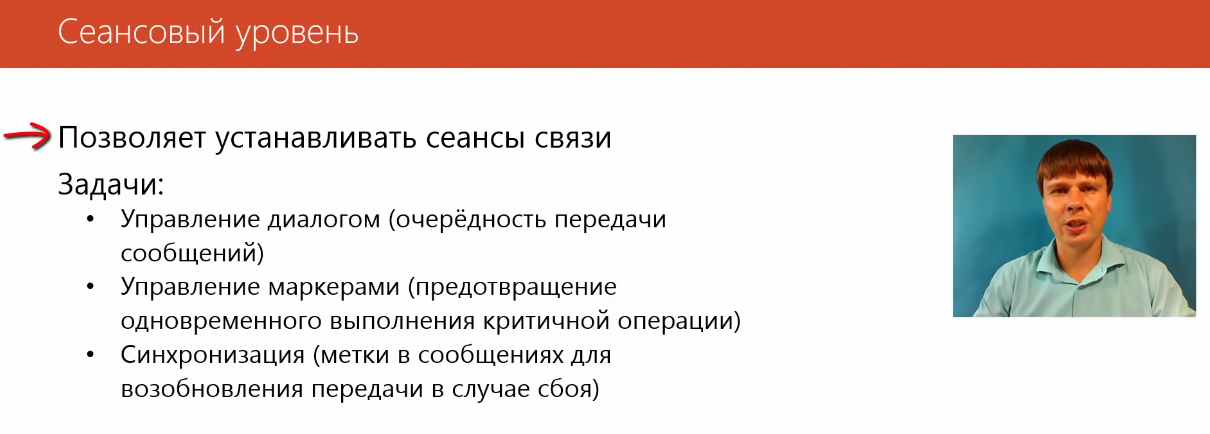 Сеансовый уровень
Позволяет устанавливать сеансы связи
Задачи:
• Управление диалогом (очерёдность передачи
сообщений)
• Управление маркерами (предотвращение
одновременного выполнения критичной операции)
• Синхронизация (метки в сообщениях для
возобновления передачи в случае сбоя)